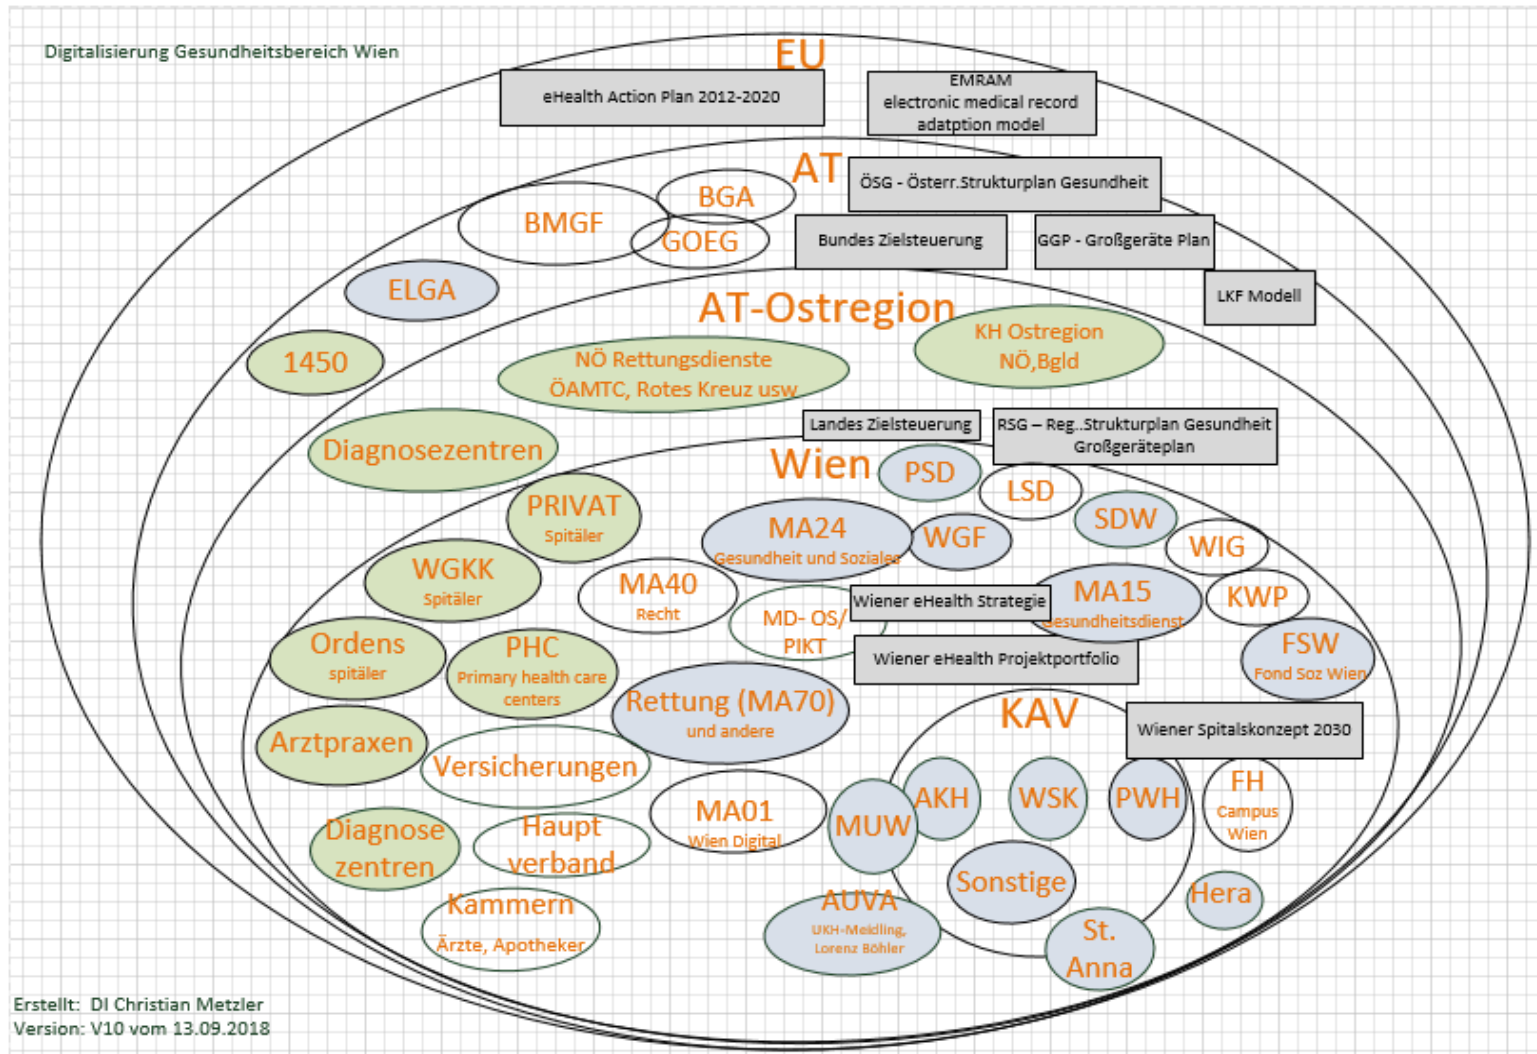 Digitalisierung Gesundheitsbereich Wien
EU
eHealth Action Plan 2012-2020
EMRAM
electronic medical record
adatption model
AT
ÖSG - Österr.Strukturplan Gesundheit
BGA
BMGF
GOEG
Bundes Zielsteuerung
GGP - Großgeräte Plan
ELGA
LKF Modell
AT-Ostregion
1450
NÖ Rettungsdienste
ÖAMTC, Rotes Kreuz usw
KH Ostregion
NÖ,Bgld
Landes Zielsteuerung
RSG – Reg..Strukturplan Gesundheit
Großgeräteplan
Diagnosezentren
Wien
PSD
LSD
PRIVAT
Spitäler
MA24
Gesundheit und Soziales
WGF
SDW
WIG
WGKK
Spitäler
MA40
Recht
MD- OS/
PIKT
Wiener eHealth Strategie
MA15
Gesundheitsdienst
KWP
Ordens
spitäler
PHC
Primary health care
centers
Wiener eHealth Projektportfolio
FSW
Fond Soz Wien
Rettung (MA70)
und andere
KAV
Wiener Spitalskonzept 2030
Arztpraxen
Versicherungen
MA01
Wien Digital
MUW
AKH
WSK
PWH
FH
Campus
Wien
Diagnose
zentren
Haupt
verband
Sonstige
Hera
Kammern
Ärzte, Apotheker
AUVA
UKH-Meidling,
Lorenz Böhler
St.
Anna
Erstellt: DI Christian Metzler
Version: V10 vom 13.09.2018